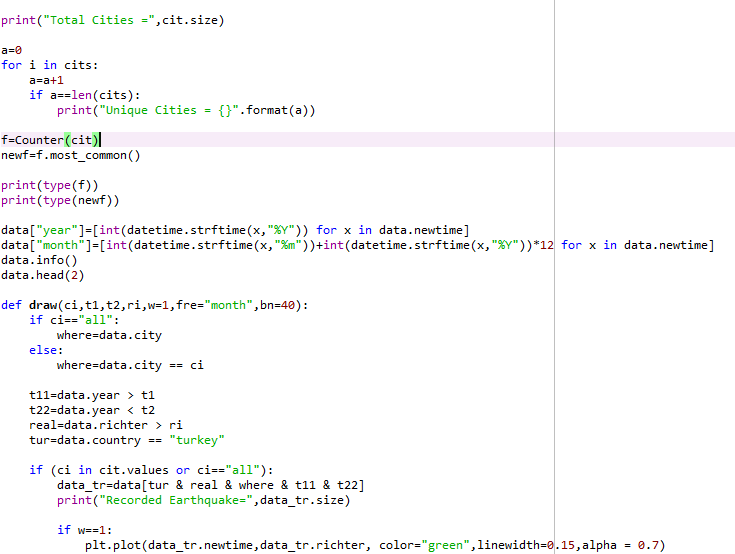 print("Total Cities =",cit.size)
a=0
for i in cits:
    a=a+1
    if a==len(cits):
        print("Unique Cities = {}".format(a))
f=Counter(cit)
newf=f.most_common()
print(type(f))
print(type(newf))
data["year"]=[int(datetime.strftime(x,"%Y")) for x in data.newtime]
data["month"]=[int(datetime.strftime(x,"%m"))+int(datetime.strftime(x,"%Y"))*12 for x in data.newtime]
data.info()
data.head(2)
def draw(ci,t1,t2,ri,w=1,fre="month",bn=40):
    if ci=="all":
        where=data.city
    else:
        where=data.city == ci
    t11=data.year > t1
    t22=data.year < t2
    real=data.richter > ri
    tur=data.country == "turkey"
    if (ci in cit.values or ci=="all"):
        data_tr=data[tur & real & where & t11 & t22]
        print("Recorded Earthquake=",data_tr.size)
        if w==1:
            plt.plot(data_tr.newtime,data_tr.richter, color="green",linewidth=0.15,alpha = 0.7)